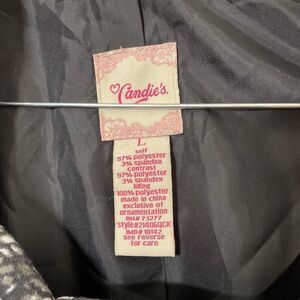 Candie's.
L
self
97% polyester
3% spandex
contrast
97% polyester
3% spandex
lining
100% polyester
made in china
exclusive of
ornamentation
RN# 73277
see reverse
for care